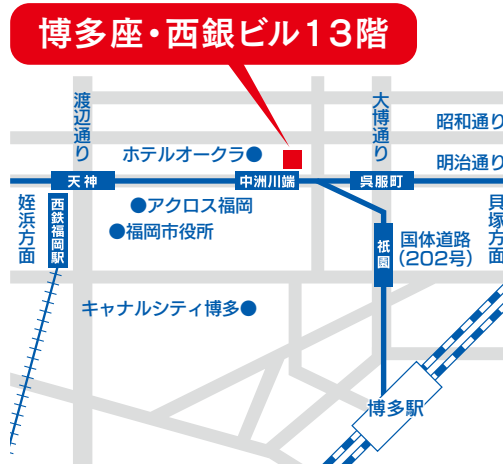 博多座・西銀ビル13階
渡辺通り
大博通り
昭和通り
ホテルオークラ
明治通り
天神
中洲川端
呉服町
姪浜方面
西鉄福岡駅
アクロス福岡
福岡市役所
祇園
国体道路
(202号)
貝塚方面
キャナルシティ博多
博多駅